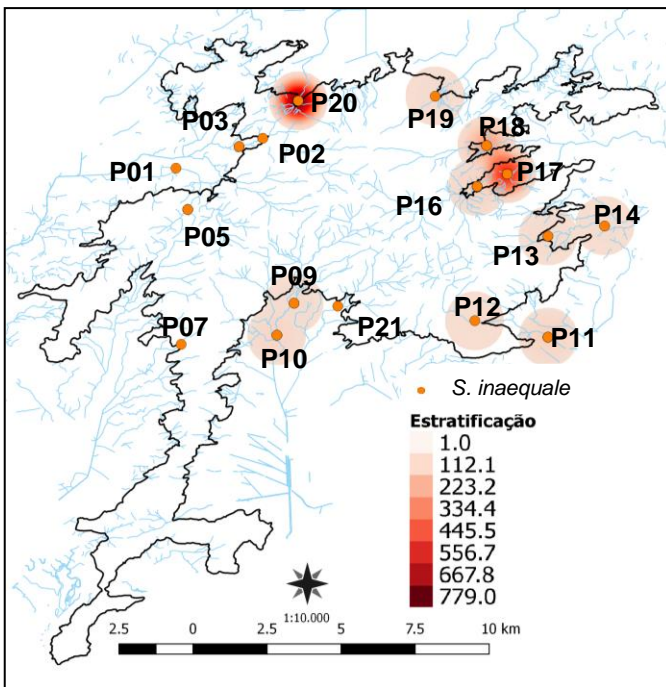 P20
P19
P03
P18
P02
P01
P17
P16
P05
P14
P13
P09
P12
P21
P07
P10
P11
S. inaequale
Estratificação
1.0
112.1
223.2
334.4
445.5
556.7
667.8
779.0
1:10.000
2.5 0 2.5 5 7.5 10 km